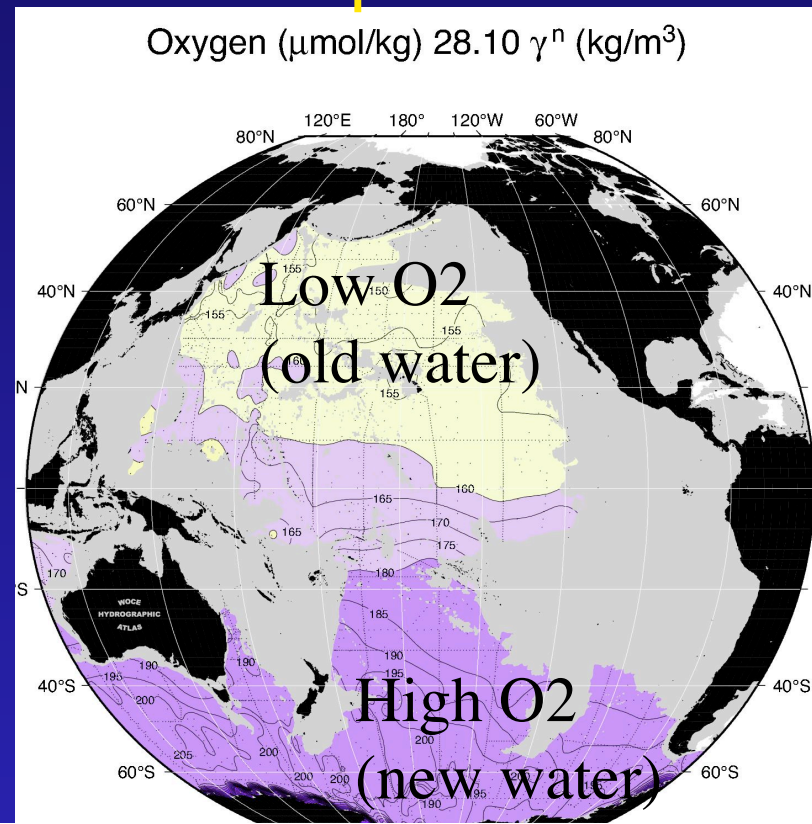 Oxygen (μmol/kg) 28.10 γⁿ (kg/m³)
120°E 180° 120°W 60°W
80°N 80°N
60°N 60°N
155
Low O2
40°N 150 40°N
155 155
(old water)
160
N 155
160
165
165 170
175
170 180
S
WOCE
HYDROGRAPHIC
ATLAS
185
190 190 190
195 195
40°S High O2 40°S
200 200
205 200
200 200
60°S (new water) 60°S
190 195